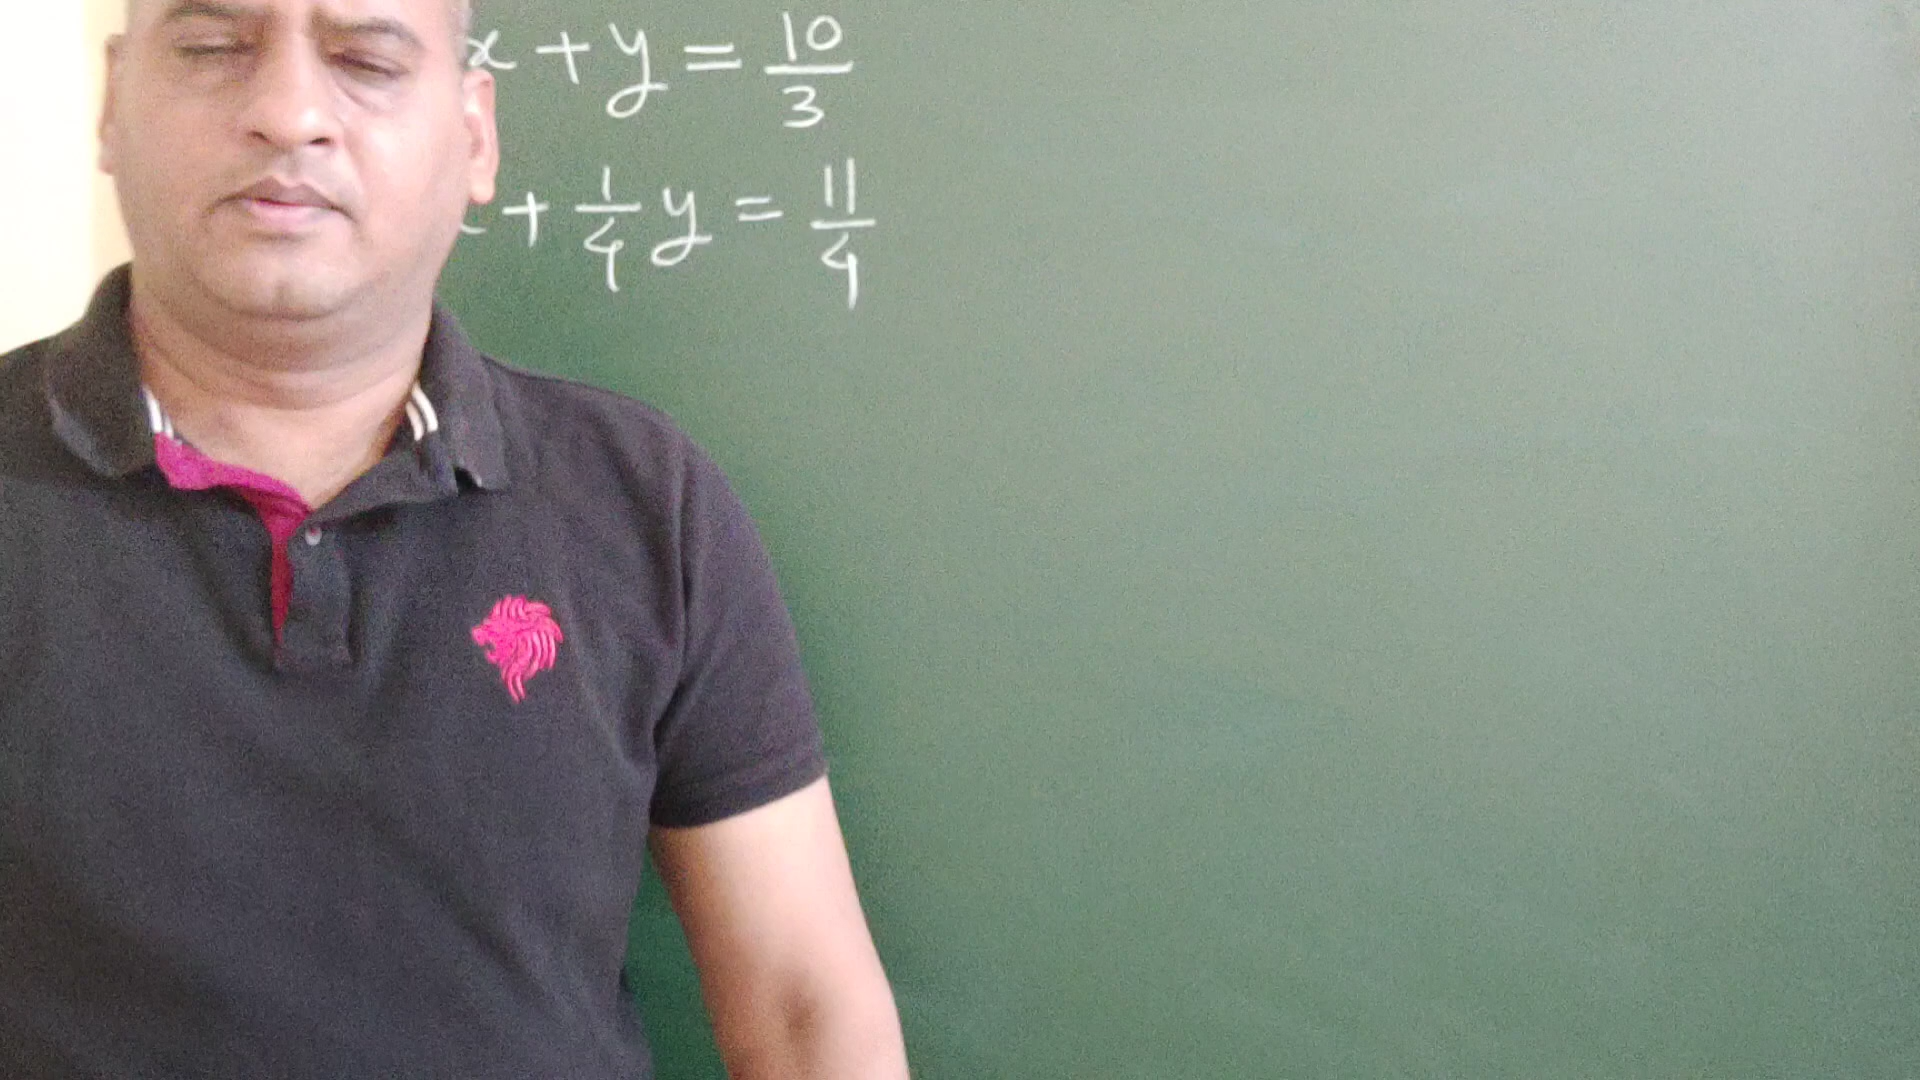 x + y = 10/3
+ 1/4 y = 11/4